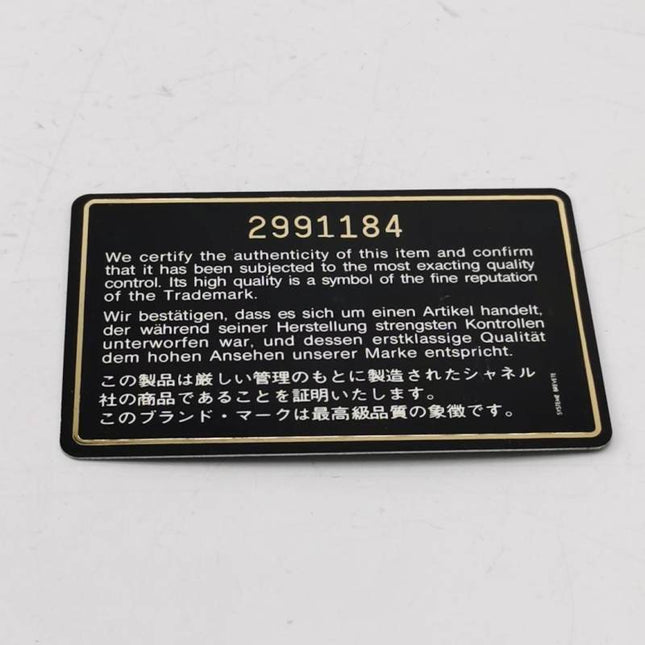 2991184
We certify the authenticity of this item and confirm
that it has been subjected to the most exacting quality
control. Its high quality is a symbol of the fine reputation
of the Trademark.
Wir bestätigen, dass es sich um einen Artikel handelt,
der während seiner Herstellung strengsten Kontrollen
unterworfen war, und dessen erstklassige Qualität
dem hohen Ansehen unserer Marke entspricht.
この製品は厳しい管理のもとに製造されたシャネル
社の商品であることを証明いたします。
このブランド・マークは最高級品質の象徴です。
SYSTEME BREVETE